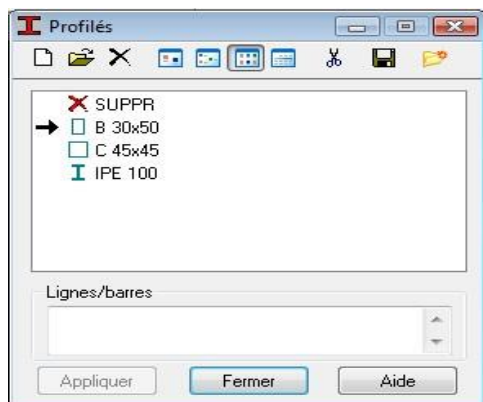 Profilés
SUPPR
B 30x50
C 45x45
IPE 100
Lignes/barres
Appliquer Fermer Aide